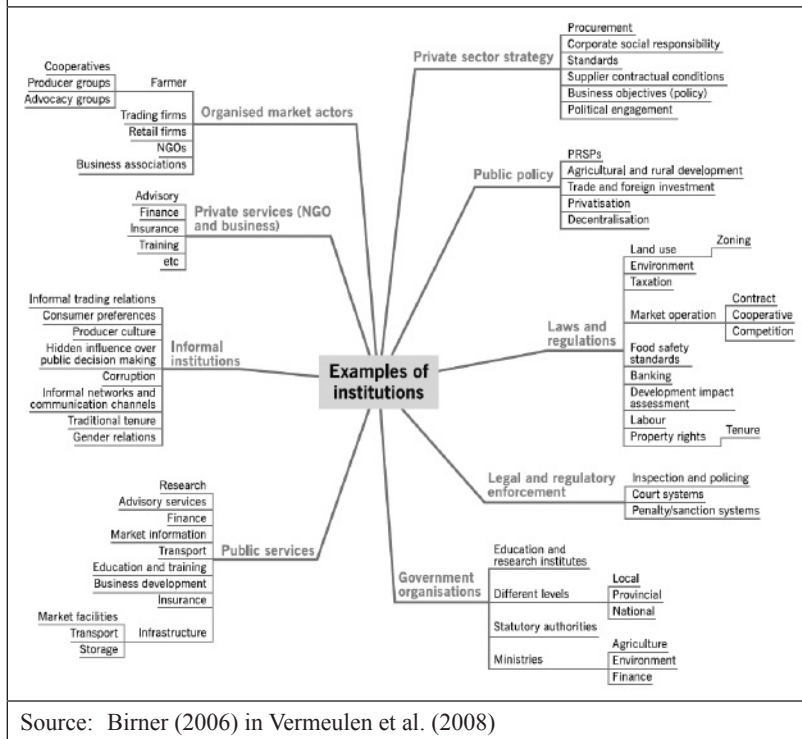 Cooperatives
Producer groups
Advocacy groups
Farmer
Trading firms
Retail firms
NGOs
Business associations
Organised market actors
Advisory
Finance
Insurance
Training
etc
Private services (NGO
and business)
Informal trading relations
Consumer preferences
Producer culture
Hidden influence over
public decision making
Corruption
Informal networks and
communication channels
Traditional tenure
Gender relations
Informal
institutions
Research
Advisory services
Finance
Market information
Transport
Education and training
Business development
Insurance
Market facilities
Transport
Storage
Infrastructure
Public services
Examples of
institutions
Private sector strategy
Procurement
Corporate social responsibility
Standards
Supplier contractual conditions
Business objectives (policy)
Political engagement
Public policy
PRSPs
Agricultural and rural development
Trade and foreign investment
Privatisation
Decentralisation
Laws and
regulations
Land use
Zoning
Environment
Taxation
Market operation
Contract
Cooperative
Competition
Food safety
standards
Banking
Development impact
assessment
Labour
Property rights
Tenure
Legal and regulatory
enforcement
Inspection and policing
Court systems
Penalty/sanction systems
Government
organisations
Education and
research institutes
Different levels
Local
Provincial
National
Statutory authorities
Ministries
Agriculture
Environment
Finance
Source: Birner (2006) in Vermeulen et al. (2008)